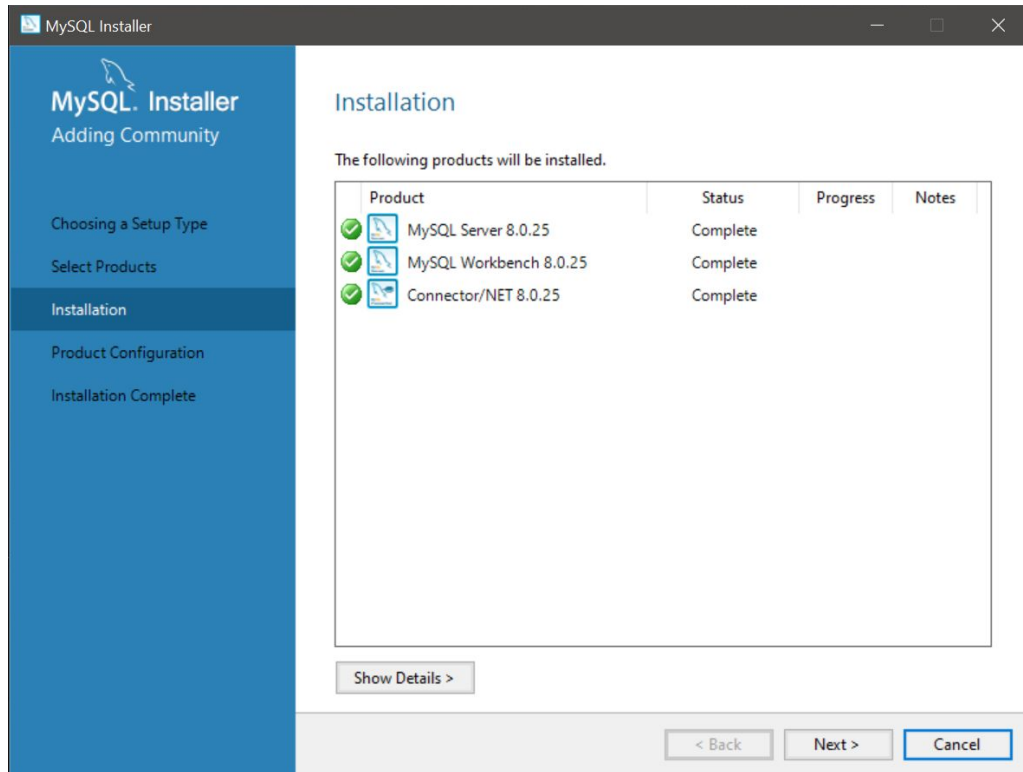 MySQL Installer
MySQL. Installer
Adding Community
Choosing a Setup Type
Select Products
Installation
Product Configuration
Installation Complete
Installation
The following products will be installed.
Product Status Progress Notes
MySQL Server 8.0.25 Complete
MySQL Workbench 8.0.25 Complete
Connector/NET 8.0.25 Complete
Show Details >
< Back Next > Cancel